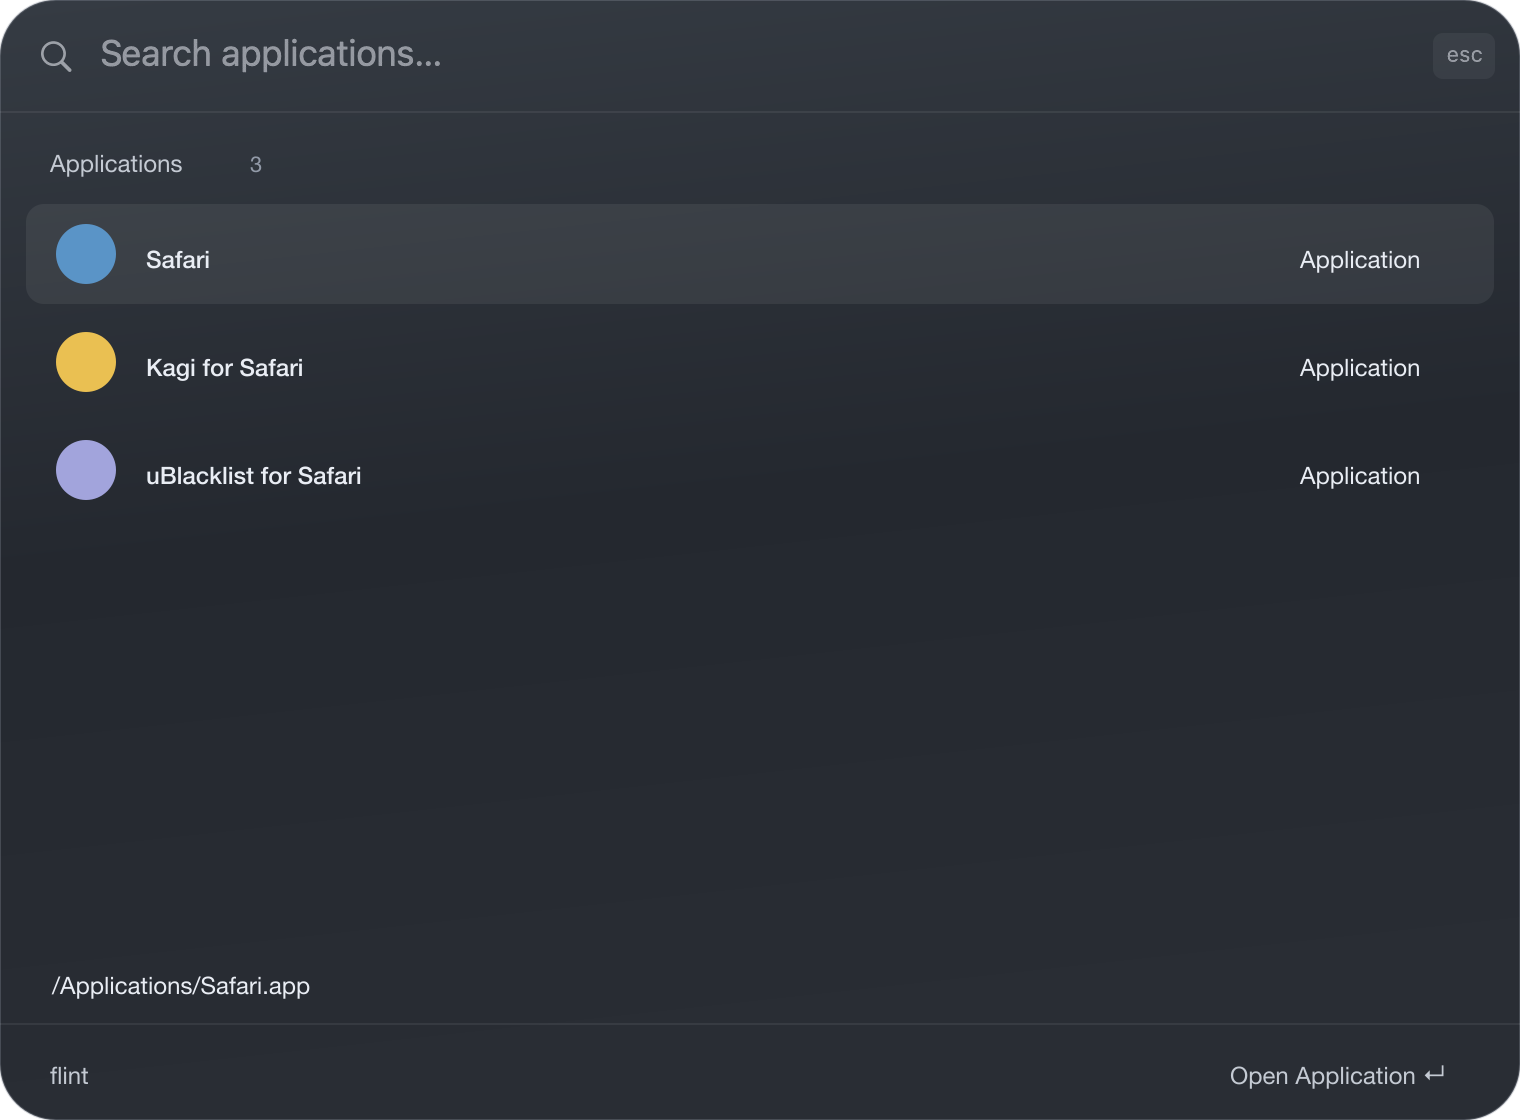 Search applications... esc
Applications 3
Safari Application
Kagi for Safari Application
uBlacklist for Safari Application
/Applications/Safari.app
flint Open Application ↵